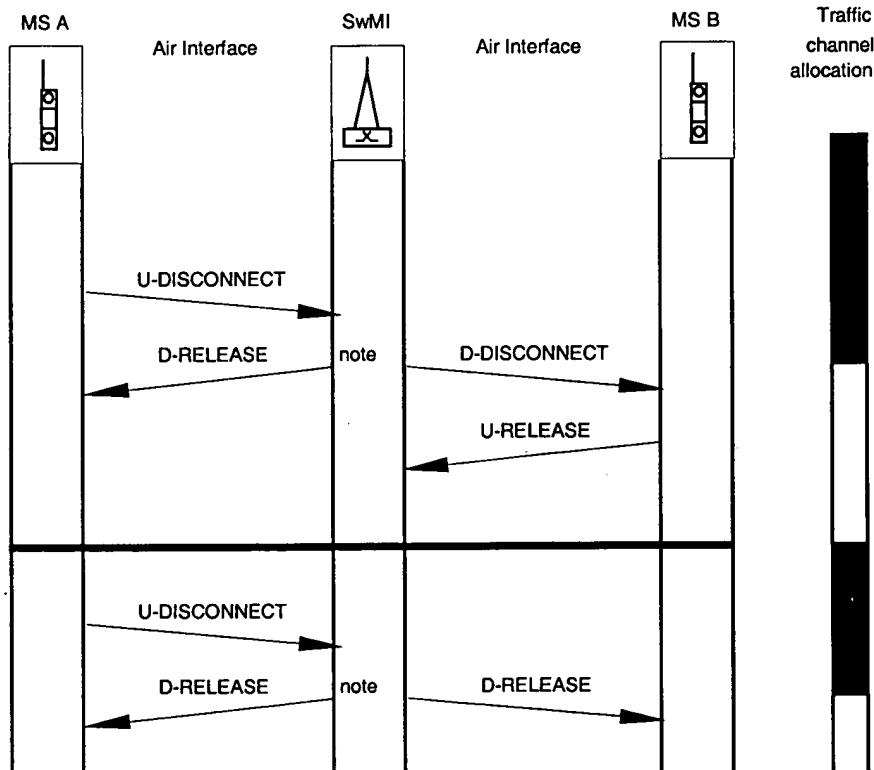 MS A
SwMI
MS B
Traffic
channel
allocation
Air Interface
Air Interface
U-DISCONNECT
D-RELEASE
note
D-DISCONNECT
U-RELEASE
U-DISCONNECT
D-RELEASE
note
D-RELEASE